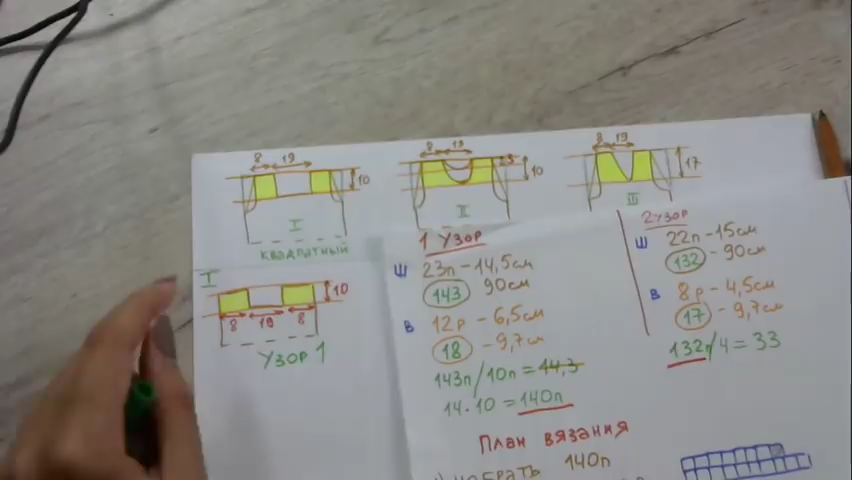 8 19
10
I
квадратный
8 19
3
10
II
8 19
17
III
I
10
8 19 8
Узор 1
1 Узор
Ш 23п - 14,5см
143 90см
В 12р - 6,5см
18 - 9,7см
143п/10п = 14,3
14·10 = 140п
2 узор
Ш 22п - 15см
132 - 90см
В 8р - 4,5см
17 - 9,7см
132п/4 = 33
План вязания
набрать 140п